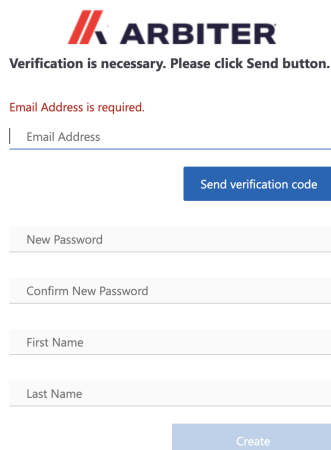 ARBITER
Verification is necessary. Please click Send button.
Email Address is required.
Email Address
Send verification code
New Password
Confirm New Password
First Name
Last Name
Create